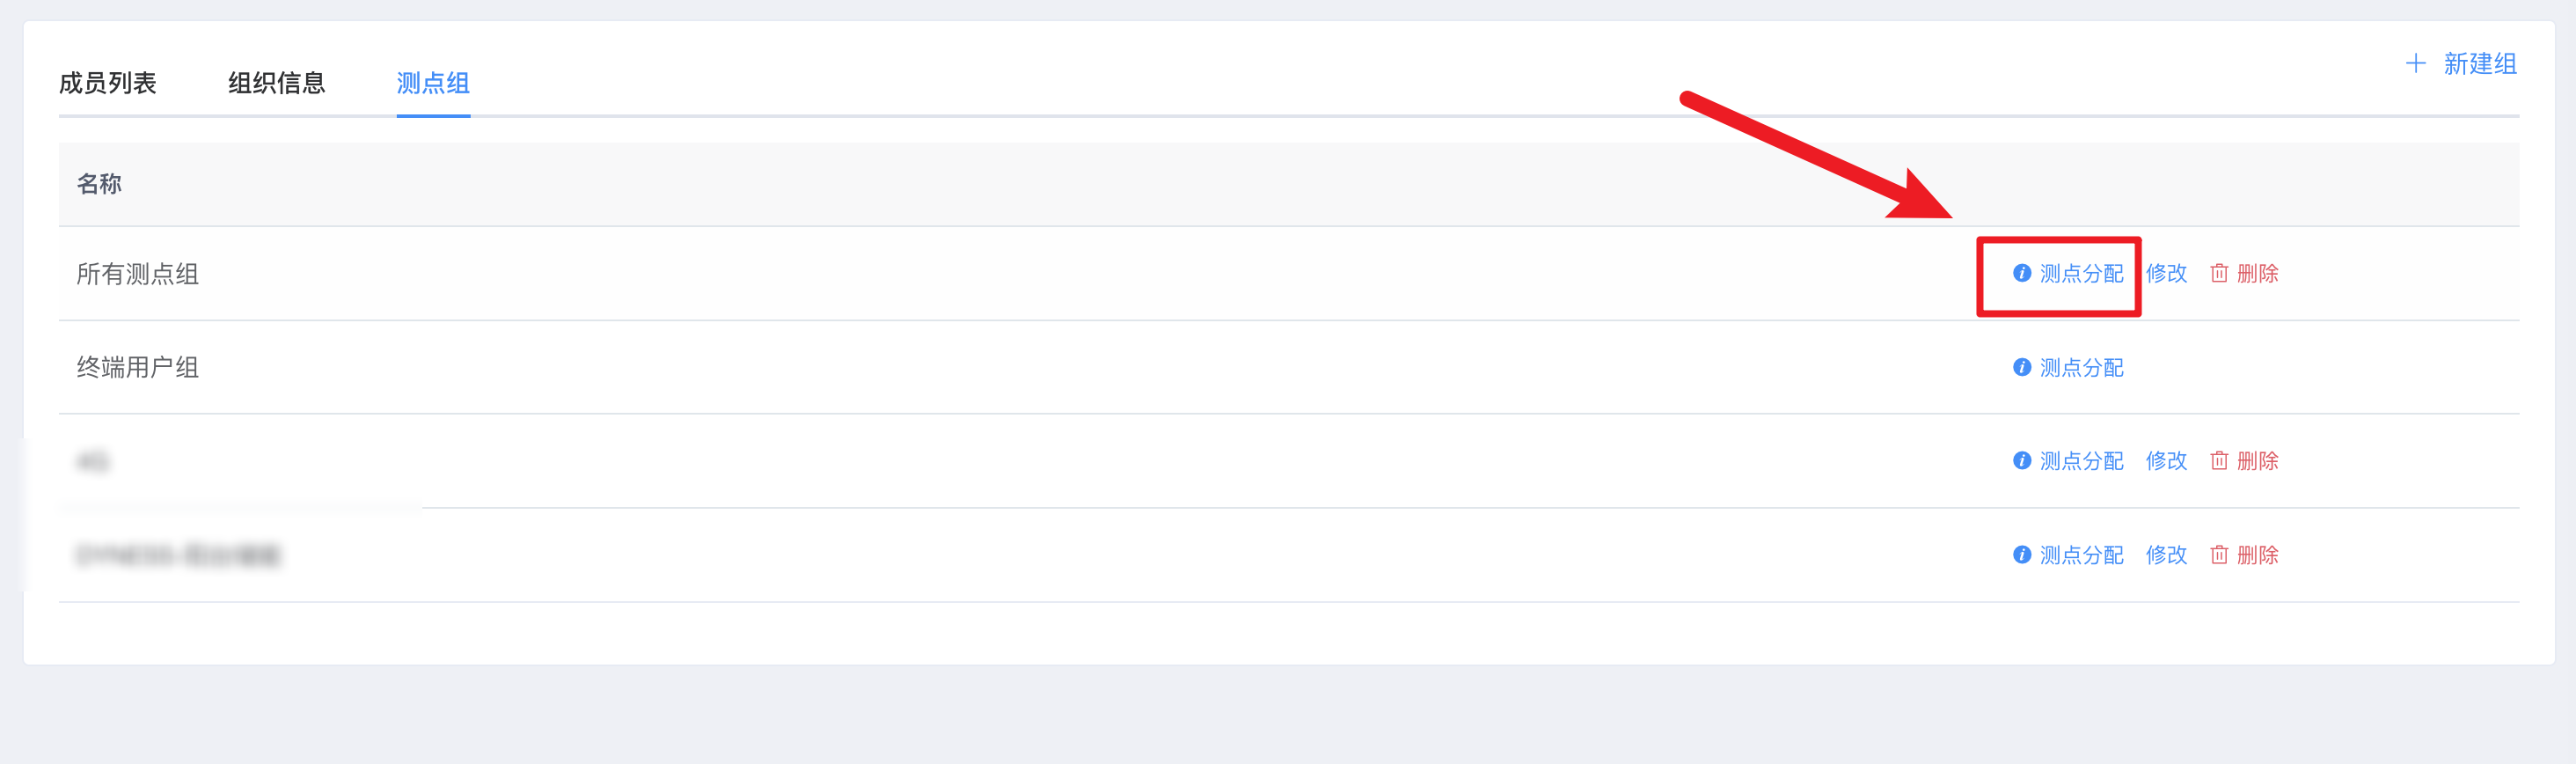 新建组
成员列表 组织信息 测点组
名称
所有测点组 测点分配 修改 删除
终端用户组 测点分配
测点分配 修改 删除
测点分配 修改 删除